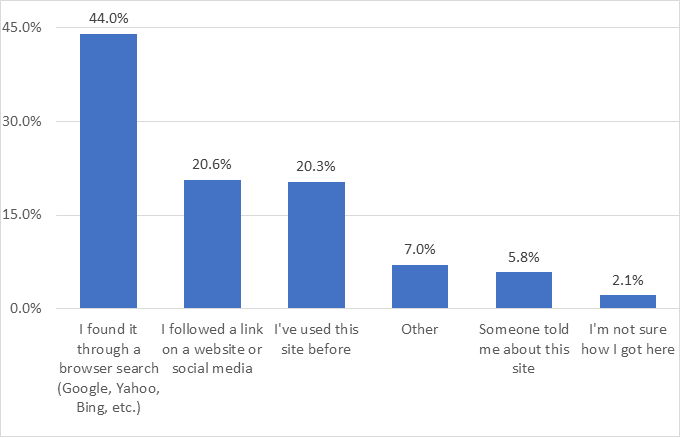 44.0%
45.0%
30.0%
20.6%
20.3%
15.0%
7.0%
5.8%
2.1%
0.0%
I found it
through a
browser search
(Google, Yahoo,
Bing, etc.)
I followed a link
on a website or
social media
I've used this
site before
Other
Someone told
me about this
site
I'm not sure
how I got here